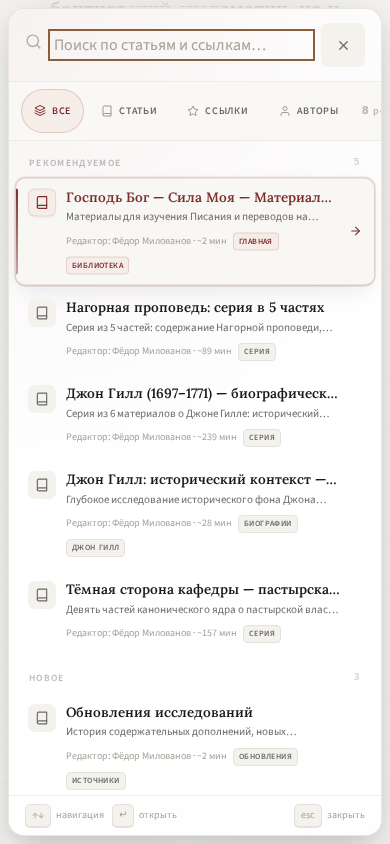 Поиск по статьям и ссылкам…
ВСЕ СТАТЬИ ССЫЛКИ АВТОРЫ 8
РЕКОМЕНДУЕМОЕ 5
Господь Бог — Сила Моя — Материал…
Материалы для изучения Писания и переводов на…
Редактор: Фёдор Милованов · ~2 мин ГЛАВНАЯ
БИБЛИОТЕКА
Нагорная проповедь: серия в 5 частях
Серия из 5 частей: содержание Нагорной проповеди,…
Редактор: Фёдор Милованов · ~89 мин СЕРИЯ
Джон Гилл (1697–1771) — биографическ…
Серия из 6 материалов о Джоне Гилле: исторический…
Редактор: Фёдор Милованов · ~239 мин СЕРИЯ
Джон Гилл: исторический контекст —…
Глубокое исследование исторического фона Джона…
Редактор: Фёдор Милованов · ~28 мин БИОГРАФИИ
ДЖОН ГИЛЛ
Тёмная сторона кафедры — пастырска…
Девять частей канонического ядра о пастырской влас…
Редактор: Фёдор Милованов · ~157 мин СЕРИЯ
НОВОЕ 3
Обновления исследований
История содержательных дополнений, новых…
Редактор: Фёдор Милованов · ~2 мин ОБНОВЛЕНИЯ
ИСТОЧНИКИ
↑↓ навигация ↵ открыть esc закрыть